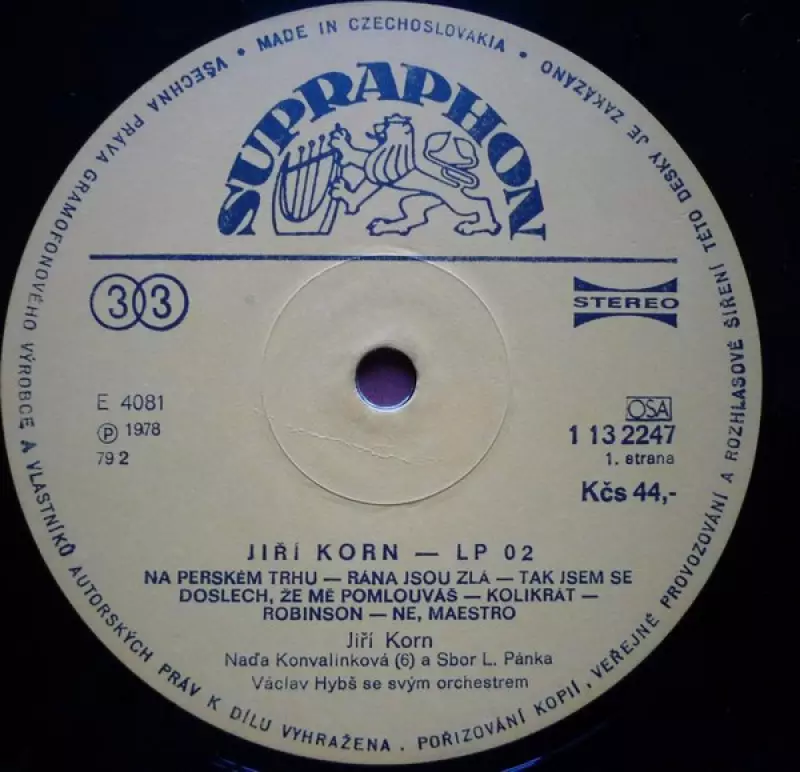 MADE IN CZECHOSLOVAKIA •
VŠECHNA PRÁVA GRAMOFONOVÉHO VÝROBCE A VLASTNÍKŮ AUTORSKÝCH PRÁV K DÍLU VYHRAŽENA . POŘIZOVÁNÍ KOPIÍ, VEŘEJNÉ PROVOZOVÁNÍ A ROZHLASOVÉ ŠÍŘENÍ TÉTO DESKY JE ZAKÁZÁNO •
SUPRAPHON
33
STEREO
E 4081
Ⓟ 1978
79 2
OSA
1 13 2247
1. strana
Kčs 44,-
JIŘÍ KORN — LP 02
NA PERSKÉM TRHU — RÁNA JSOU ZLÁ — TAK JSEM SE
DOSLECH, ŽE MĚ POMLOUVÁŠ — KOLIKRÁT —
ROBINSON — NE, MAESTRO
Jiří Korn
Naďa Konvalinková (6) a Sbor L. Pánka
Václav Hybš se svým orchestrem